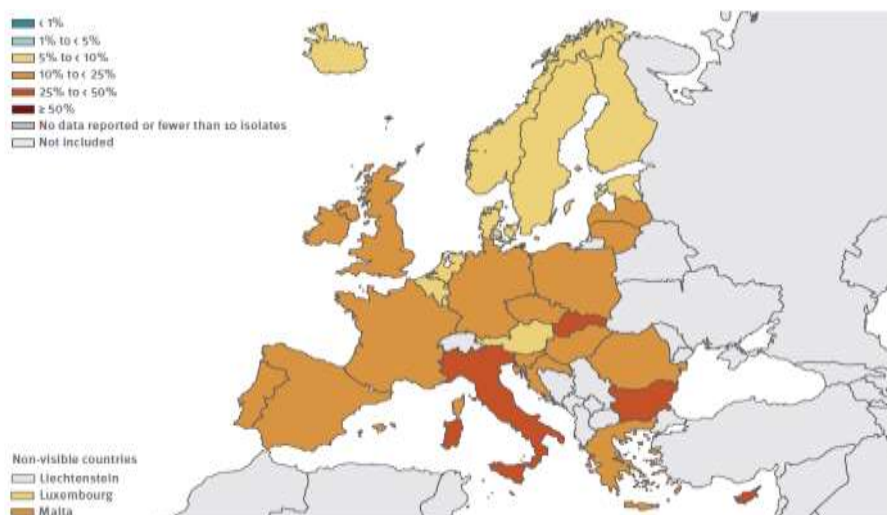 < 1%
1% to < 5%
5% to < 10%
10% to < 25%
25% to < 50%
≥ 50%
No data reported or fewer than 10 isolates
Not included
Non-visible countries
Liechtenstein
Luxembourg
Malta